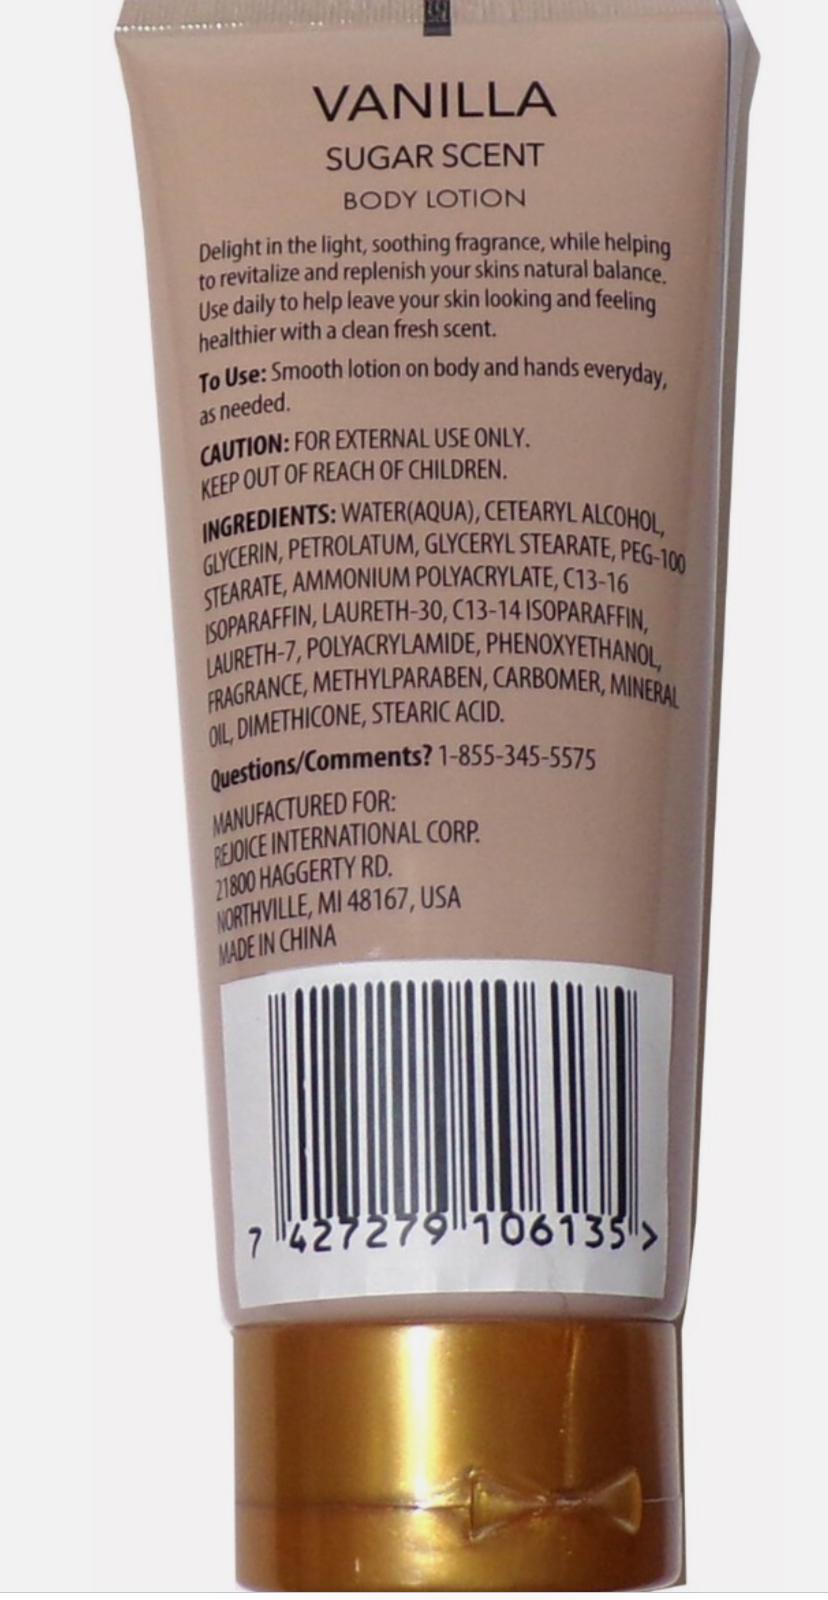 VANILLA
SUGAR SCENT
BODY LOTION
Delight in the light, soothing fragrance, while helping
to revitalize and replenish your skins natural balance.
Use daily to help leave your skin looking and feeling
healthier with a clean fresh scent.
To Use: Smooth lotion on body and hands everyday,
as needed.
CAUTION: FOR EXTERNAL USE ONLY.
KEEP OUT OF REACH OF CHILDREN.
INGREDIENTS: WATER(AQUA), CETEARYL ALCOHOL,
GLYCERIN, PETROLATUM, GLYCERYL STEARATE, PEG-100
STEARATE, AMMONIUM POLYACRYLATE, C13-16
ISOPARAFFIN, LAURETH-30, C13-14 ISOPARAFFIN,
LAURETH-7, POLYACRYLAMIDE, PHENOXYETHANOL,
FRAGRANCE, METHYLPARABEN, CARBOMER, MINERAL
OIL, DIMETHICONE, STEARIC ACID.
Questions/Comments? 1-855-345-5575
MANUFACTURED FOR:
REJOICE INTERNATIONAL CORP.
21800 HAGGERTY RD.
NORTHVILLE, MI 48167, USA
MADE IN CHINA
7 427279 106135 >